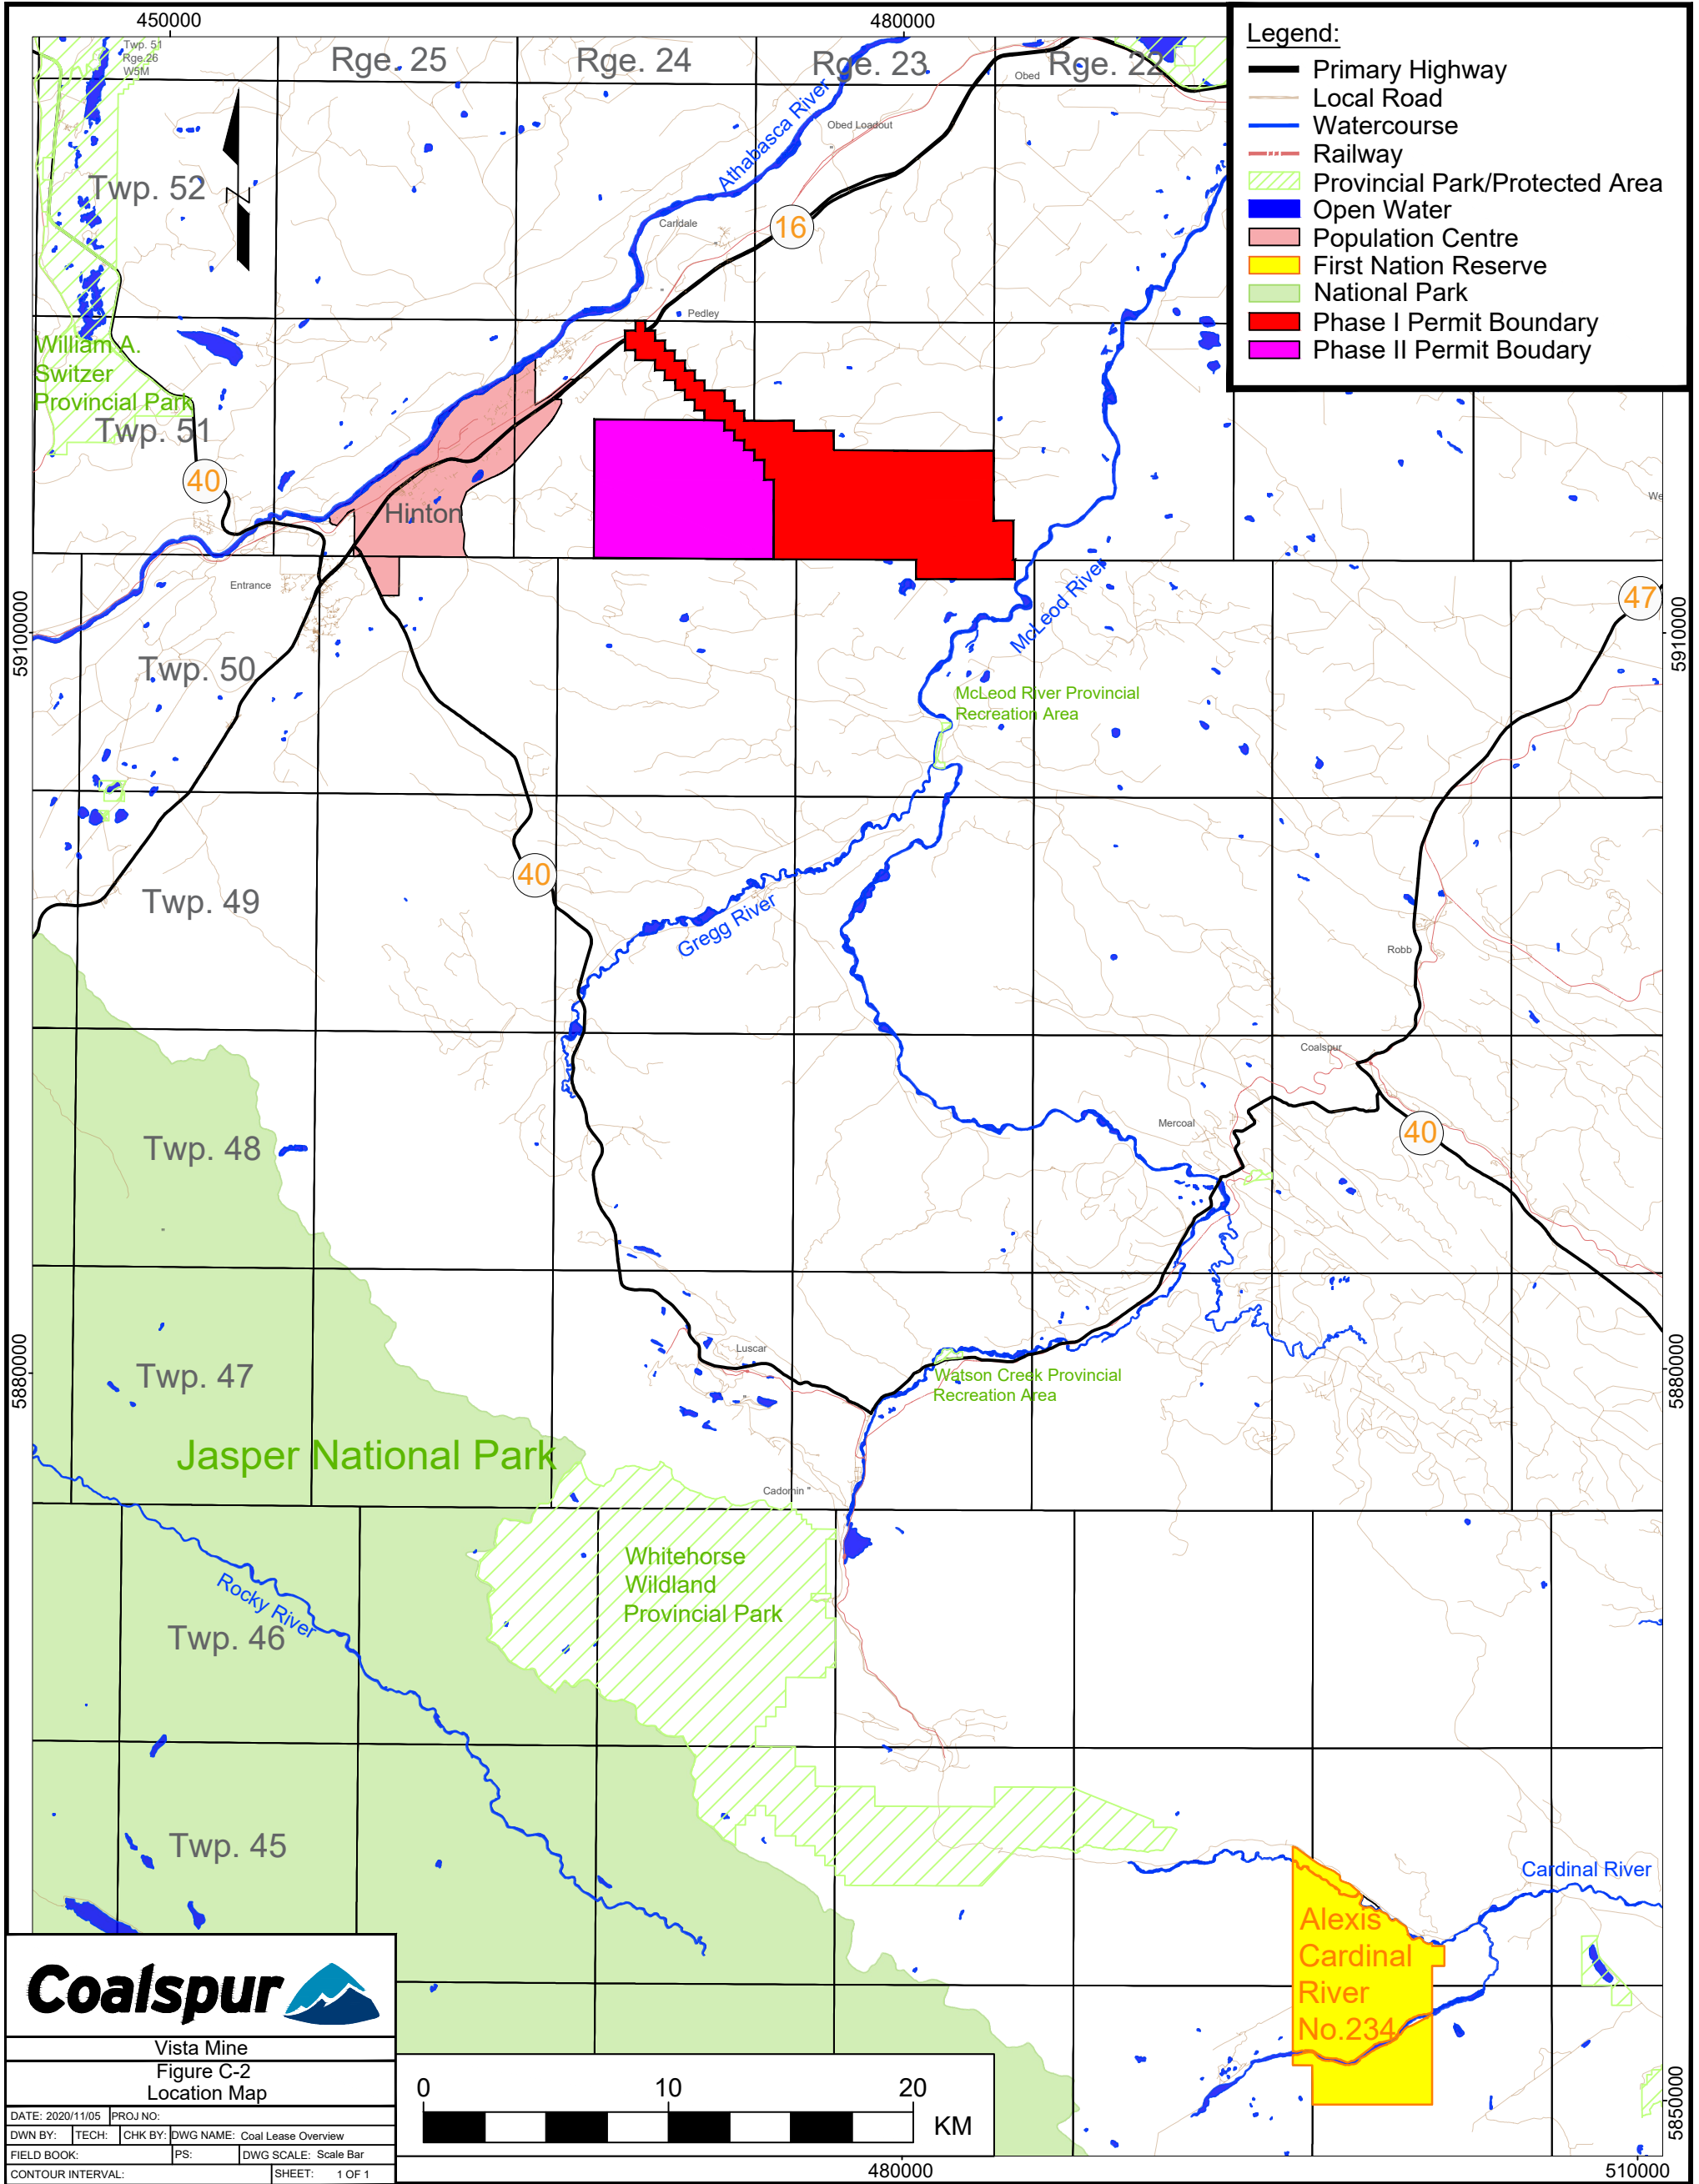 450000
480000
Twp. 51
Rge.26
W5M
Rge. 25
Rge. 24
Rge. 23
Rge. 22
Obed
Obed Loadout
Athabasca River
Twp. 52
16
Caridale
Pedley
Legend:
Primary Highway
Local Road
Watercourse
Railway
Provincial Park/Protected Area
Open Water
Population Centre
First Nation Reserve
National Park
Phase I Permit Boundary
Phase II Permit Boudary
William A.
Switzer
Provincial Park
Twp. 51
40
Hinton
We
Entrance
McLeod River
47
5910000
5910000
Twp. 50
McLeod River Provincial
Recreation Area
40
Twp. 49
Gregg River
Robb
Coalspur
Mercoal
40
Twp. 48
5880000
5880000
Twp. 47
Luscar
Watson Creek Provincial
Recreation Area
Jasper National Park
Cadomin
Whitehorse
Wildland
Provincial Park
Rocky River
Twp. 46
Twp. 45
Cardinal River
Alexis
Cardinal
River
No.234
Coalspur
Vista Mine
Figure C-2
Location Map
DATE: 2020/11/05 PROJ NO:
DWN BY: TECH: CHK BY: DWG NAME: Coal Lease Overview
FIELD BOOK: PS: DWG SCALE: Scale Bar
CONTOUR INTERVAL: SHEET: 1 OF 1
0 10 20
KM
5850000
480000
510000